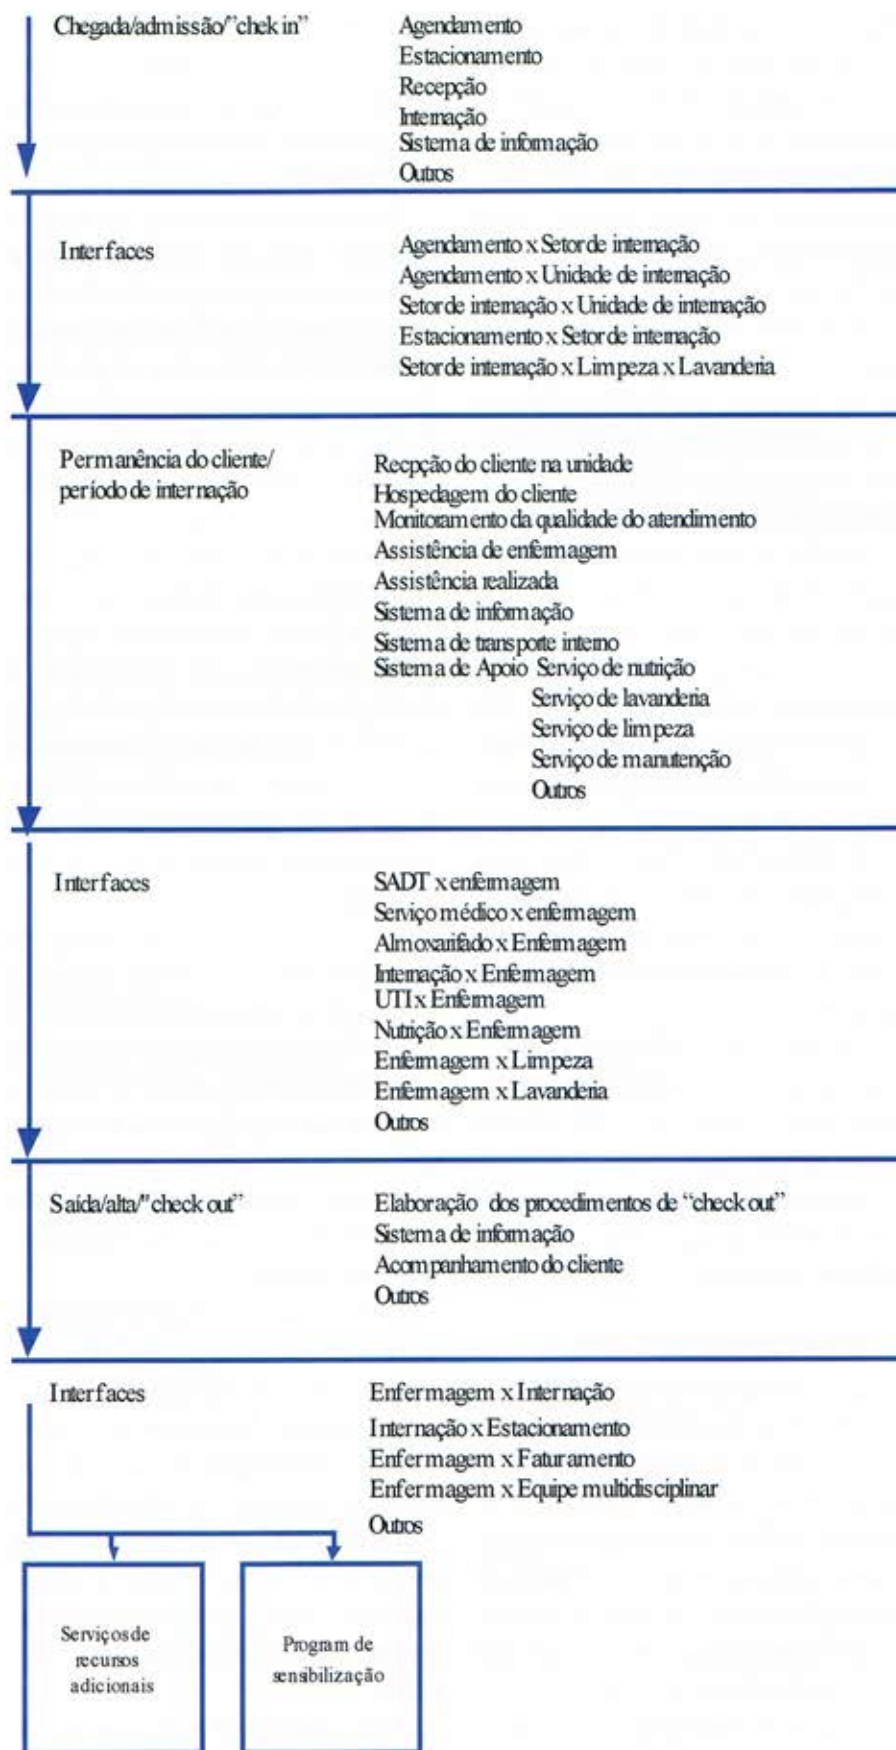 Chegada/admissão/"chek in"
Agendamento
Estacionamento
Recepção
Internação
Sistema de informação
Outros
Interfaces
Agendamento x Setor de internação
Agendamento x Unidade de internação
Setor de internação x Unidade de internação
Estacionamento x Setor de internação
Setor de internação x Limpeza x Lavanderia
Permanência do cliente/
período de internação
Recpção do cliente na unidade
Hospedagem do cliente
Monitoramento da qualidade do atendimento
Assistência de enfermagem
Assistência realizada
Sistema de informação
Sistema de transporte interno
Sistema de Apoio Serviço de nutrição
Serviço de lavanderia
Serviço de limpeza
Serviço de manutenção
Outros
Interfaces
SADT x enfermagem
Serviço médico x enfermagem
Almoxarifado x Enfermagem
Internação x Enfermagem
UTI x Enfermagem
Nutrição x Enfermagem
Enfermagem x Limpeza
Enfermagem x Lavanderia
Outros
Saída/alta/"check out"
Elaboração dos procedimentos de "check out"
Sistema de informação
Acompanhamento do cliente
Outros
Interfaces
Enfermagem x Internação
Internação x Estacionamento
Enfermagem x Faturamento
Enfermagem x Equipe multidisciplinar
Outros
Serviços de
recursos
adicionais
Program de
sensibilização